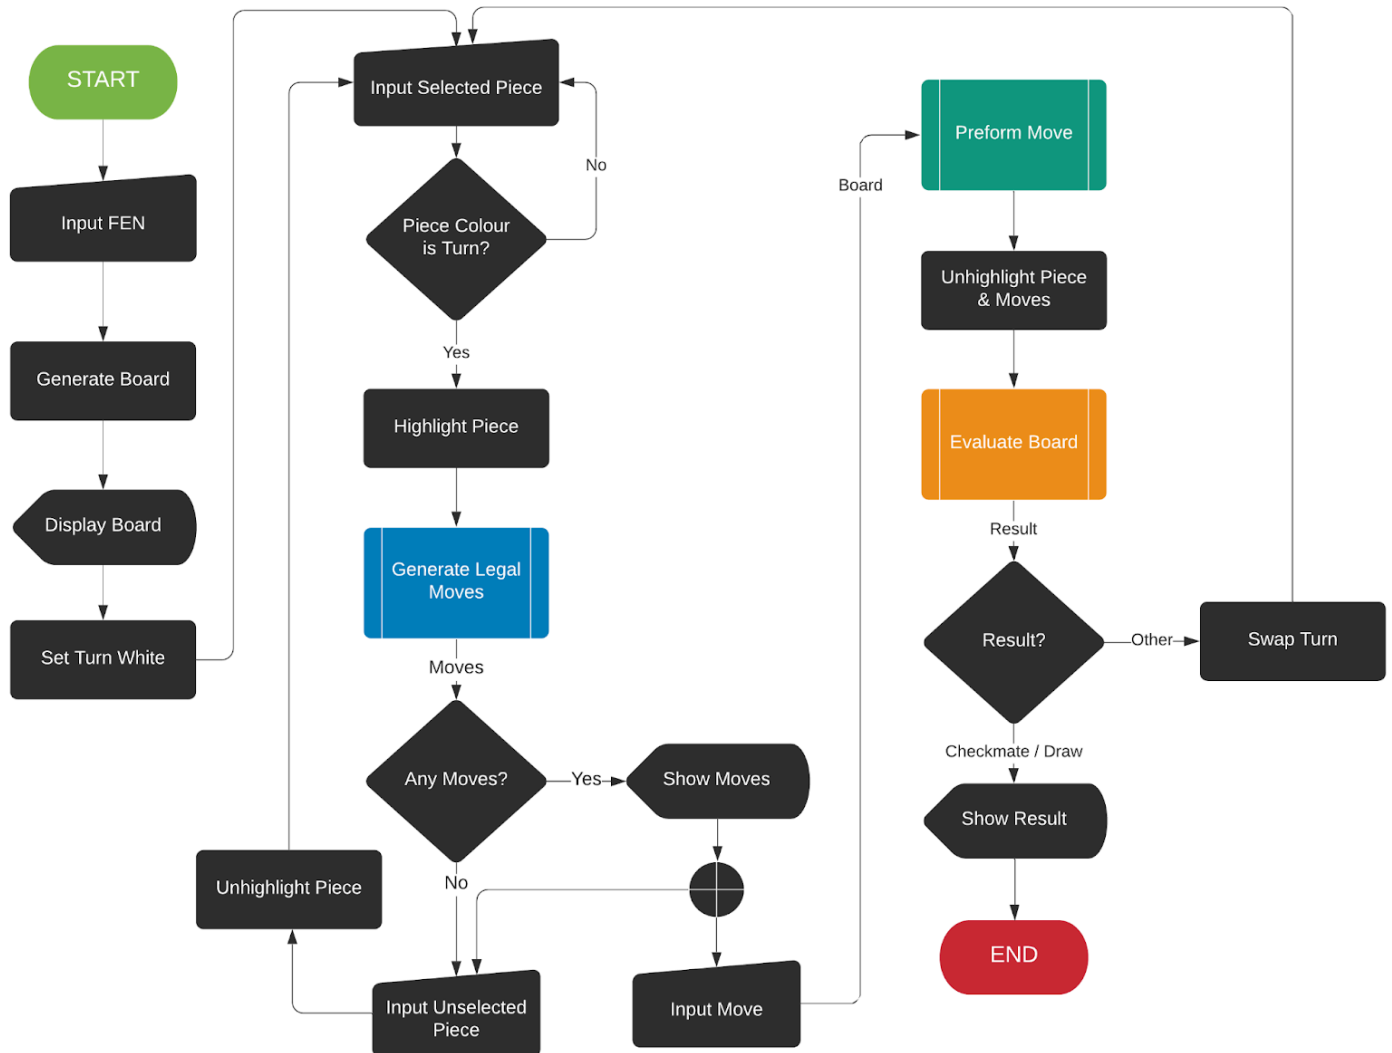 START
Input FEN
Generate Board
Display Board
Set Turn White
Input Selected Piece
No
Piece Colour
is Turn?
Yes
Highlight Piece
Generate Legal
Moves
Moves
Any Moves?
Yes
Show Moves
No
Unhighlight Piece
Input Unselected
Piece
Input Move
Board
Preform Move
Unhighlight Piece
& Moves
Evaluate Board
Result
Result?
Other
Swap Turn
Checkmate / Draw
Show Result
END